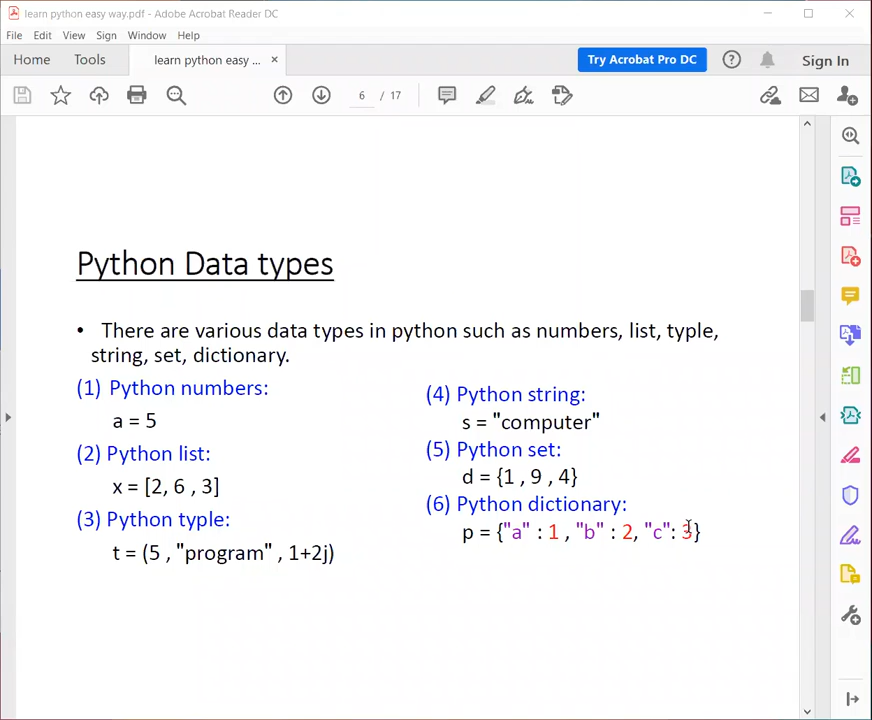 learn python easy way.pdf - Adobe Acrobat Reader DC
File Edit View Sign Window Help
Home Tools learn python easy ... × Try Acrobat Pro DC ? Sign In
6 / 17
Python Data types
• There are various data types in python such as numbers, list, typle,
string, set, dictionary.
(1) Python numbers:
a = 5
(2) Python list:
x = [2, 6 , 3]
(3) Python typle:
t = (5 , "program" , 1+2j)
(4) Python string:
s = "computer"
(5) Python set:
d = {1 , 9 , 4}
(6) Python dictionary:
p = {"a" : 1 , "b" : 2, "c": 3}